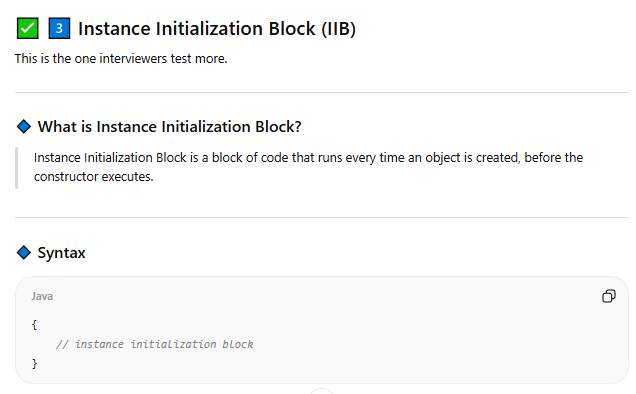 ✅ 3️⃣ Instance Initialization Block (IIB)
This is the one interviewers test more.
🔷 What is Instance Initialization Block?
Instance Initialization Block is a block of code that runs every time an object is created, before the
constructor executes.
🔷 Syntax
Java
{
// instance initialization block
}